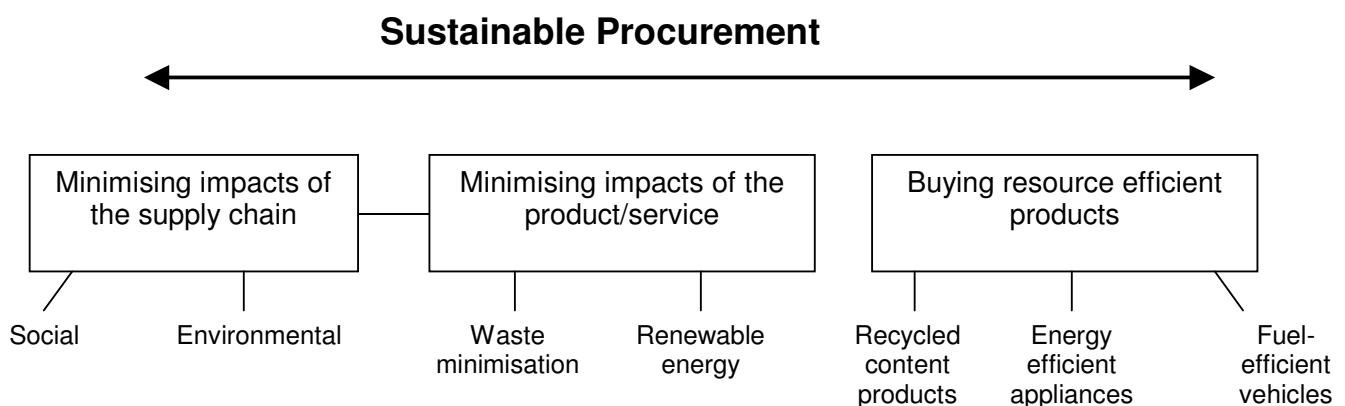 Sustainable Procurement
Minimising impacts of
the supply chain
Minimising impacts of the
product/service
Buying resource efficient
products
Social
Environmental
Waste
minimisation
Renewable
energy
Recycled
content
products
Energy
efficient
appliances
Fuel-
efficient
vehicles